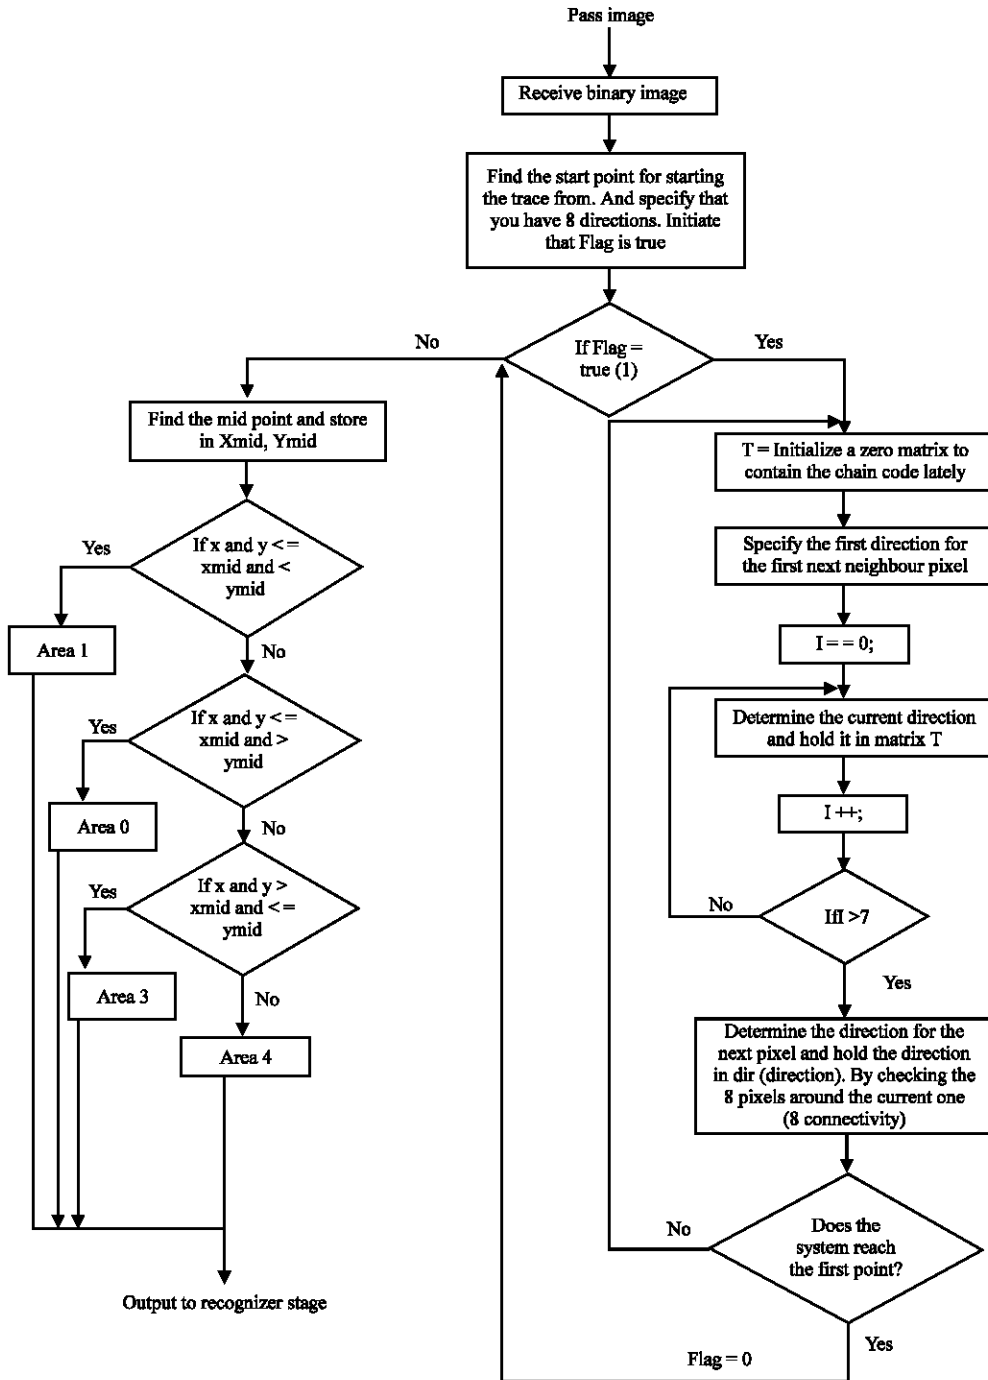 Pass image
Receive binary image
Find the start point for starting
the trace from. And specify that
you have 8 directions. Initiate
that Flag is true
If Flag =
true (1)
No
Yes
Find the mid point and store
in Xmid, Ymid
If x and y < =
xmid and <
ymid
Yes
No
Area 1
If x and y < =
xmid and >
ymid
Yes
No
Area 0
If x and y >
xmid and < =
ymid
Yes
No
Area 3
Area 4
Output to recognizer stage
T = Initialize a zero matrix to
contain the chain code lately
Specify the first direction for
the first next neighbour pixel
I = = 0;
Determine the current direction
and hold it in matrix T
I ++;
IfI >7
No
Yes
Determine the direction for the
next pixel and hold the direction
in dir (direction). By checking the
8 pixels around the current one
(8 connectivity)
Does the
system reach
the first point?
No
Yes
Flag = 0